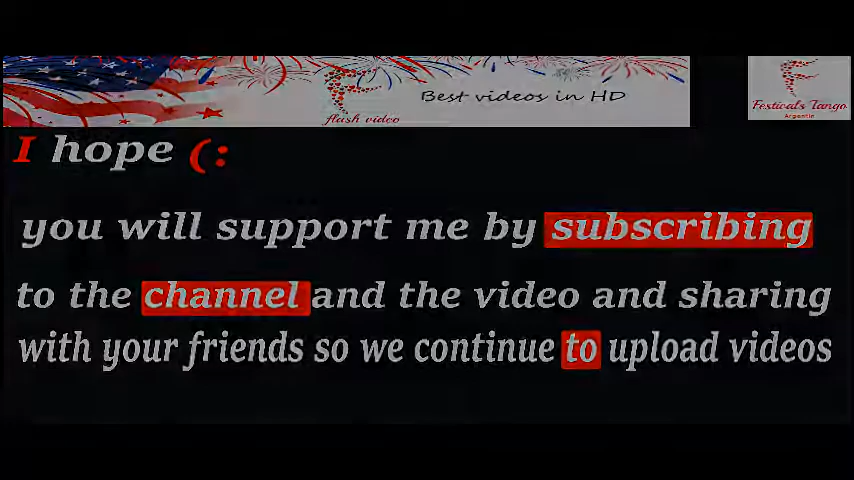 Best videos in HD
flash video
Festicals Tango
Argentin
I hope (:
you will support me by subscribing
to the channel and the video and sharing
with your friends so we continue to upload videos